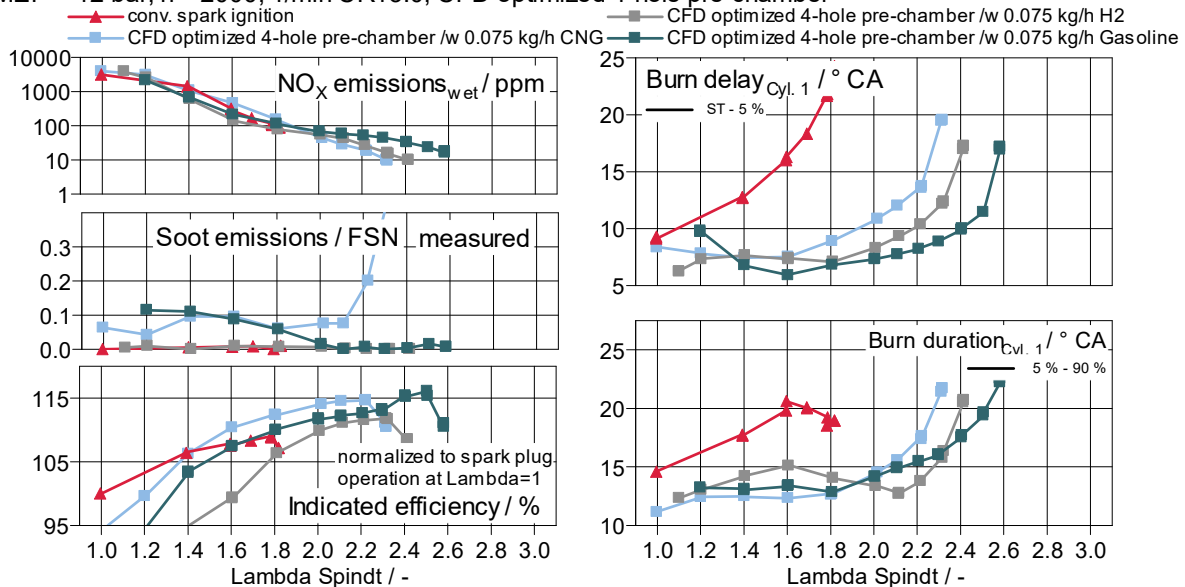 conv. spark ignition
CFD optimized 4-hole pre-chamber /w 0.075 kg/h H2
CFD optimized 4-hole pre-chamber /w 0.075 kg/h CNG
CFD optimized 4-hole pre-chamber /w 0.075 kg/h Gasoline
10000
1000
100
10
1
NOX emissionswet / ppm
0.3
0.2
0.1
0.0
Soot emissions / FSN measured
115
105
95
normalized to spark plug
operation at Lambda=1
Indicated efficiency / %
1.0 1.2 1.4 1.6 1.8 2.0 2.2 2.4 2.6 2.8 3.0
Lambda Spindt / -
25
20
15
10
5
Burn delay Cyl. 1 / ° CA
ST - 5 %
25
20
15
10
Burn duration Cyl. 1 / ° CA
5 % - 90 %
1.0 1.2 1.4 1.6 1.8 2.0 2.2 2.4 2.6 2.8 3.0
Lambda Spindt / -